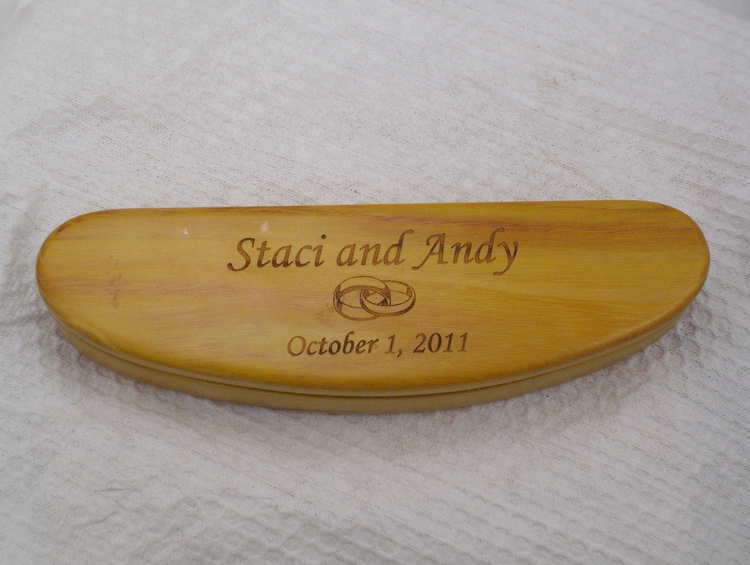 Staci and Andy
October 1, 2011